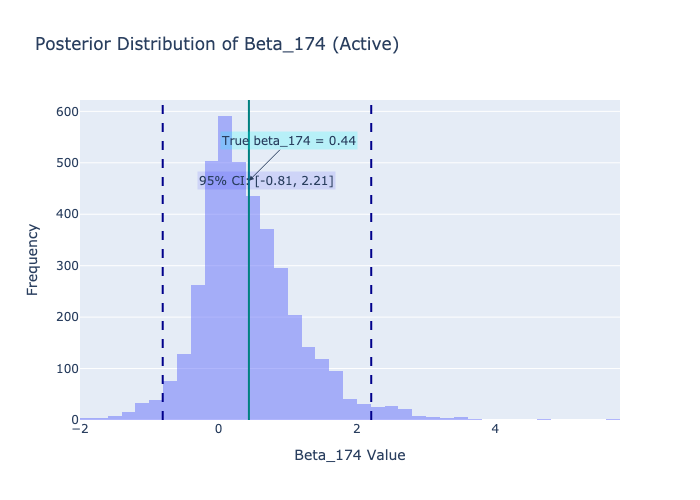 Posterior Distribution of Beta_174 (Active)
600
500
400
300
200
100
0
Frequency
True beta_174 = 0.44
95% CI: [-0.81, 2.21]
−2
0
2
4
Beta_174 Value